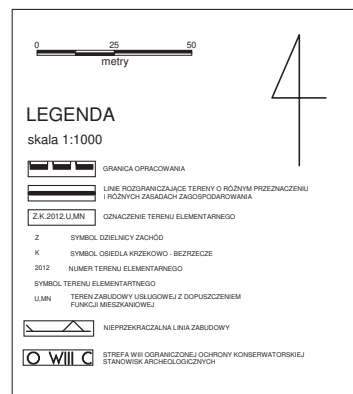 0 25 50
metry
LEGENDA
skala 1:1000
GRANICA OPRACOWANIA
LINIE ROZGRANICZAJĄCE TERENY O RÓŻNYM PRZEZNACZENIU
I RÓŻNYCH ZASADACH ZAGOSPODAROWANIA
Z.K.2012.U,MN OZNACZENIE TERENU ELEMENTARNEGO
Z SYMBOL DZIELNICY ZACHÓD
K SYMBOL OSIEDLA KRZEKOWO - BEZRZECZE
2012 NUMER TERENU ELEMENTARNEGO
SYMBOL TERENU ELEMENTARTNEGO
U,MN TEREN ZABUDOWY USŁUGOWEJ Z DOPUSZCZENIEM
FUNKCJI MIESZKANIOWEJ
NIEPRZEKRACZALNA LINIA ZABUDOWY
O WIII C STREFA WIII OGRANICZONEJ OCHRONY KONSERWATORSKIEJ
STANOWISK ARCHEOLOGICZNYCH